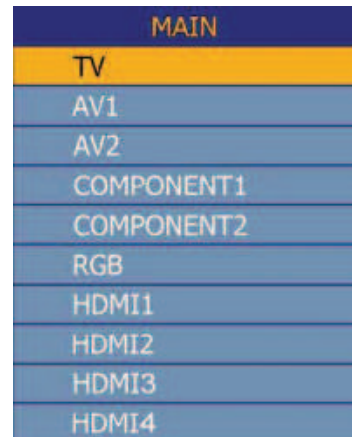 MAIN
TV
AV1
AV2
COMPONENT1
COMPONENT2
RGB
HDMI1
HDMI2
HDMI3
HDMI4